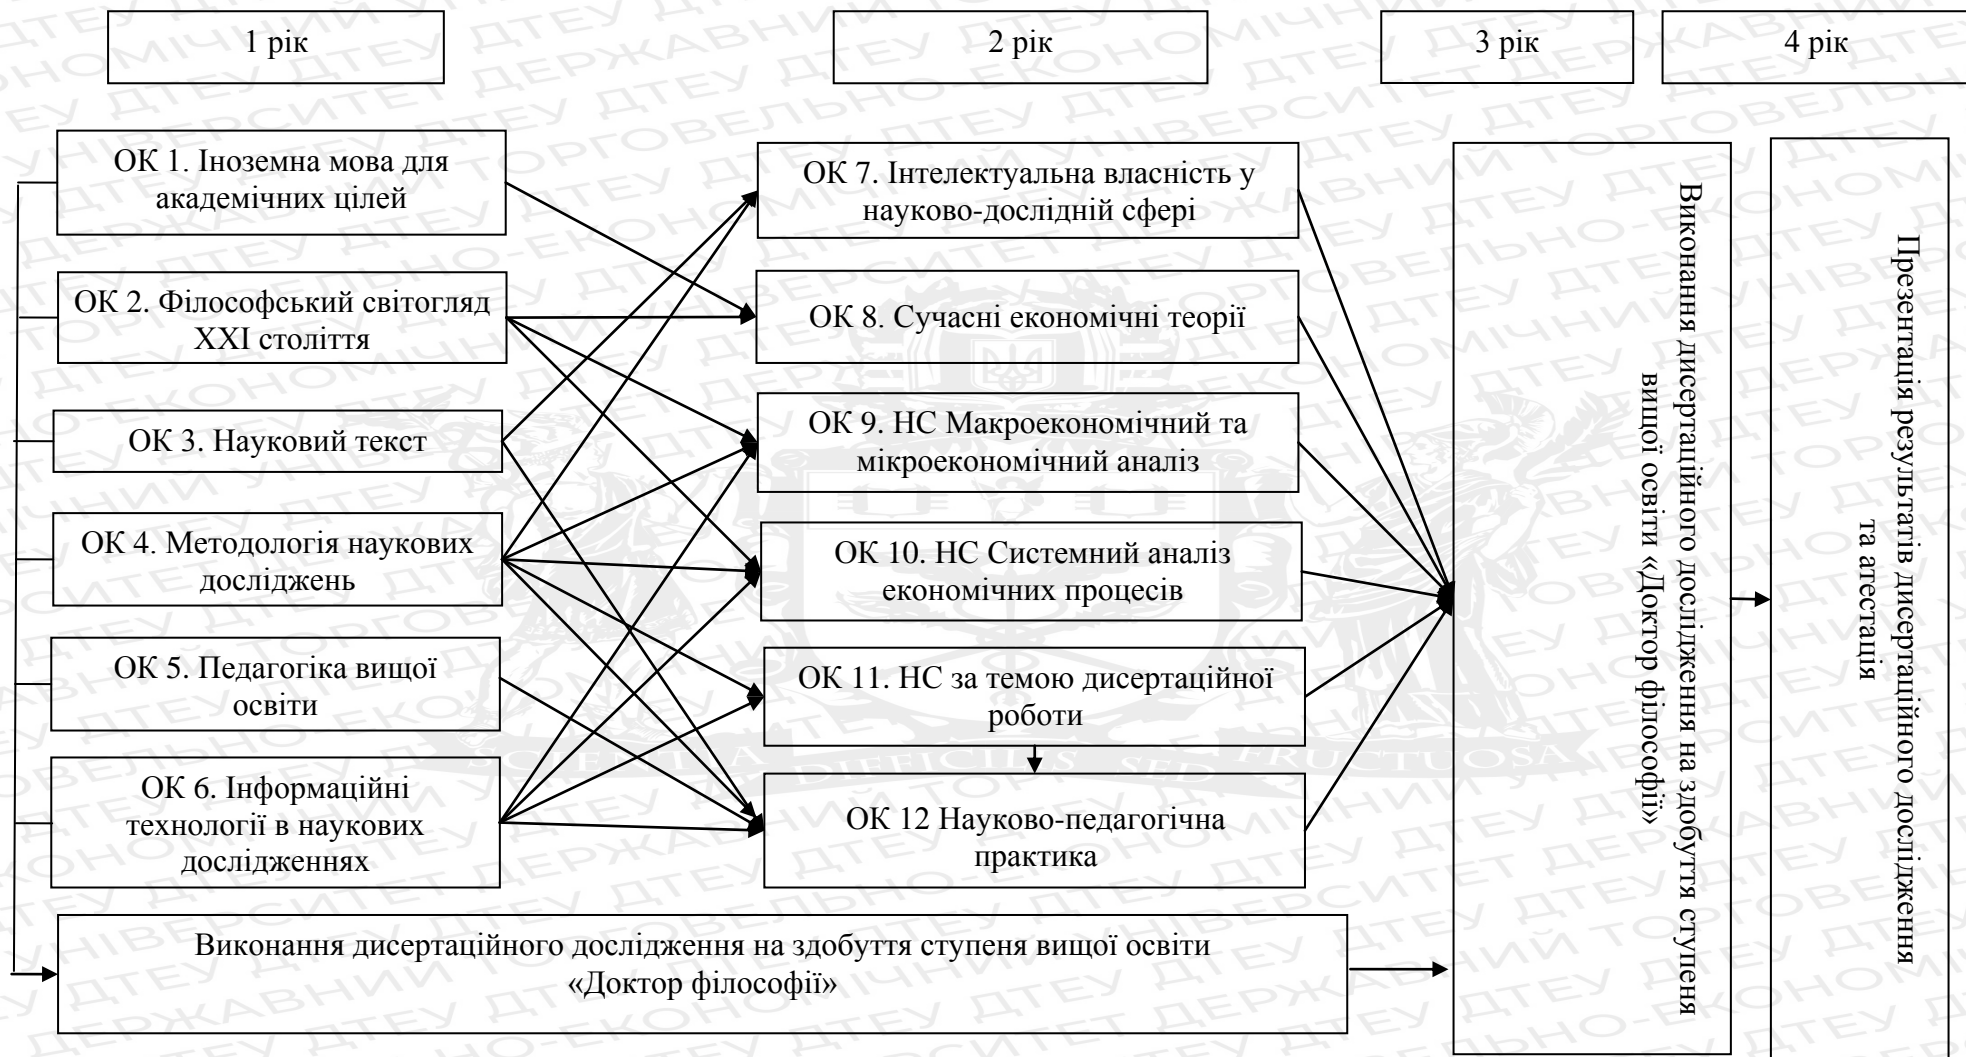 1 рік
2 рік
3 рік
4 рік
ОК 1. Іноземна мова для
академічних цілей
ОК 2. Філософський світогляд
ХХІ століття
ОК 3. Науковий текст
ОК 4. Методологія наукових
досліджень
ОК 5. Педагогіка вищої
освіти
ОК 6. Інформаційні
технології в наукових
дослідженнях
ОК 7. Інтелектуальна власність у
науково-дослідній сфері
ОК 8. Сучасні економічні теорії
ОК 9. НС Макроекономічний та
мікроекономічний аналіз
ОК 10. НС Системний аналіз
економічних процесів
ОК 11. НС за темою дисертаційної
роботи
ОК 12 Науково-педагогічна
практика
Виконання дисертаційного дослідження на здобуття ступеня вищої освіти
«Доктор філософії»
Виконання дисертаційного дослідження на здобуття ступеня
вищої освіти «Доктор філософії»
Презентація результатів дисертаційного дослідження
та атестація